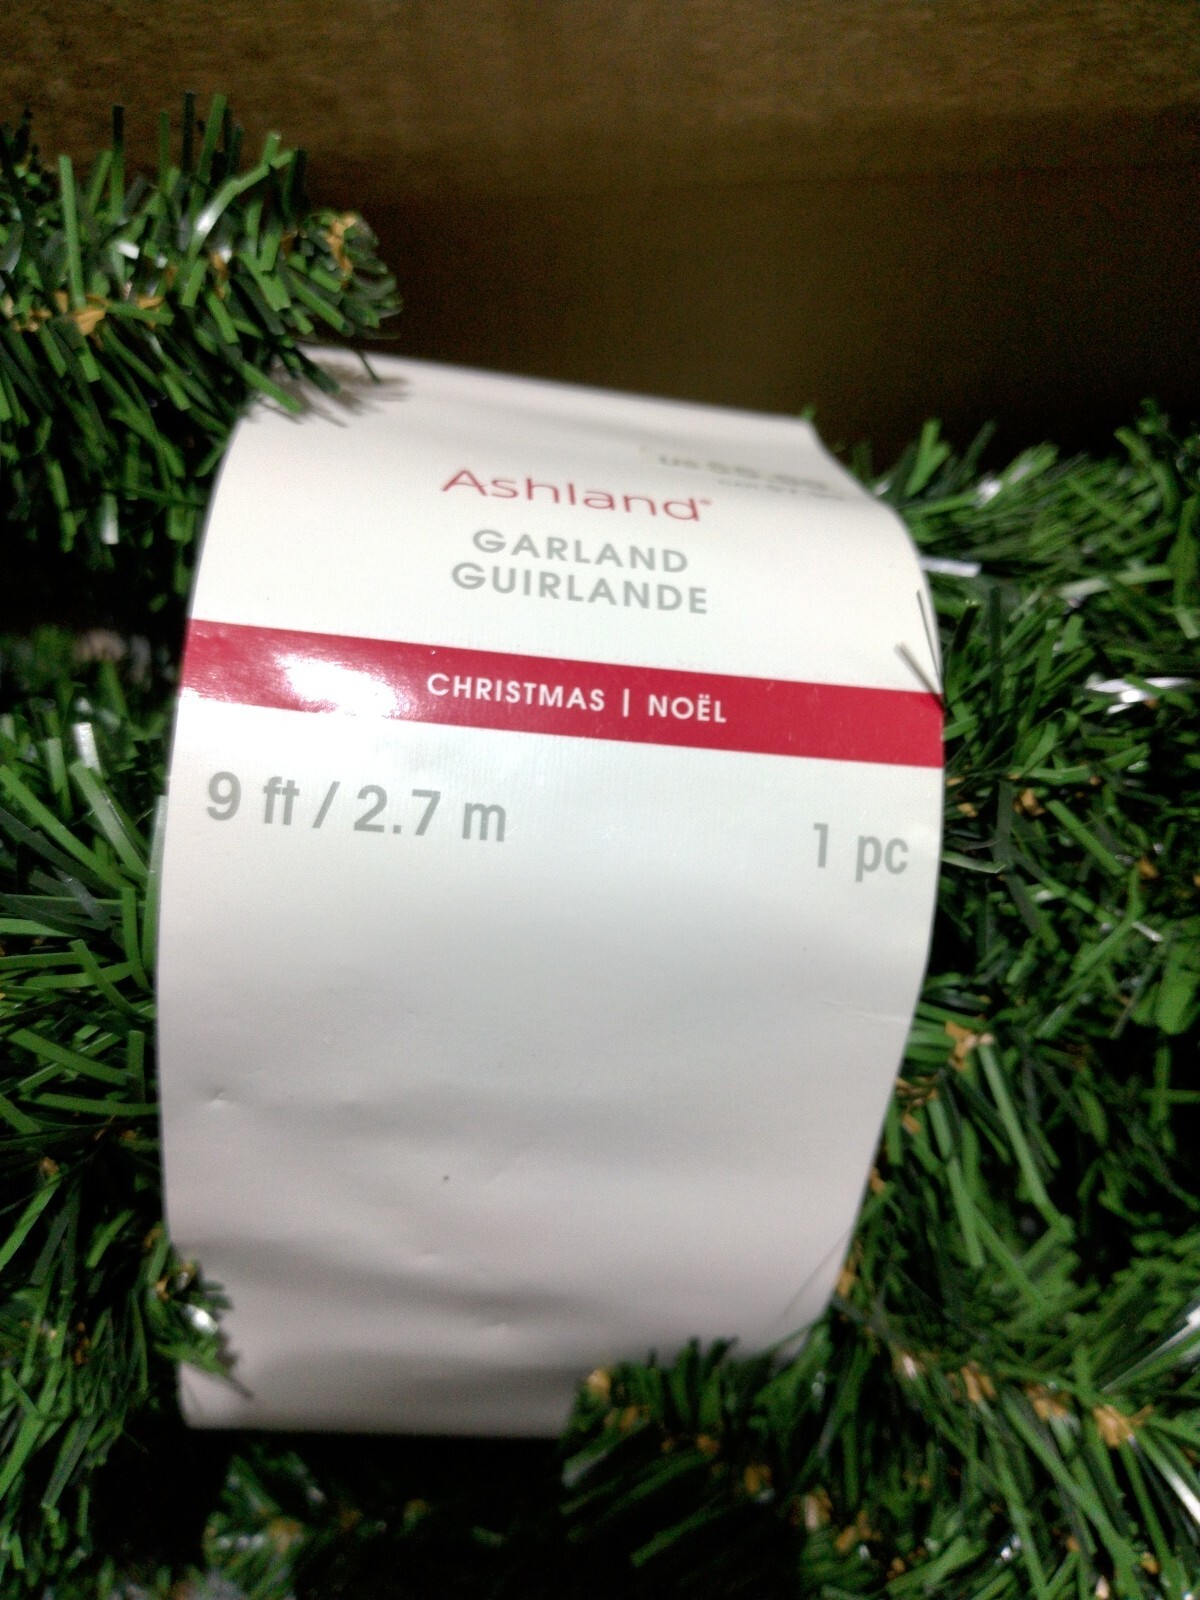 Ashland®
GARLAND
GUIRLANDE
CHRISTMAS | NOËL
9 ft / 2.7 m
1 pc